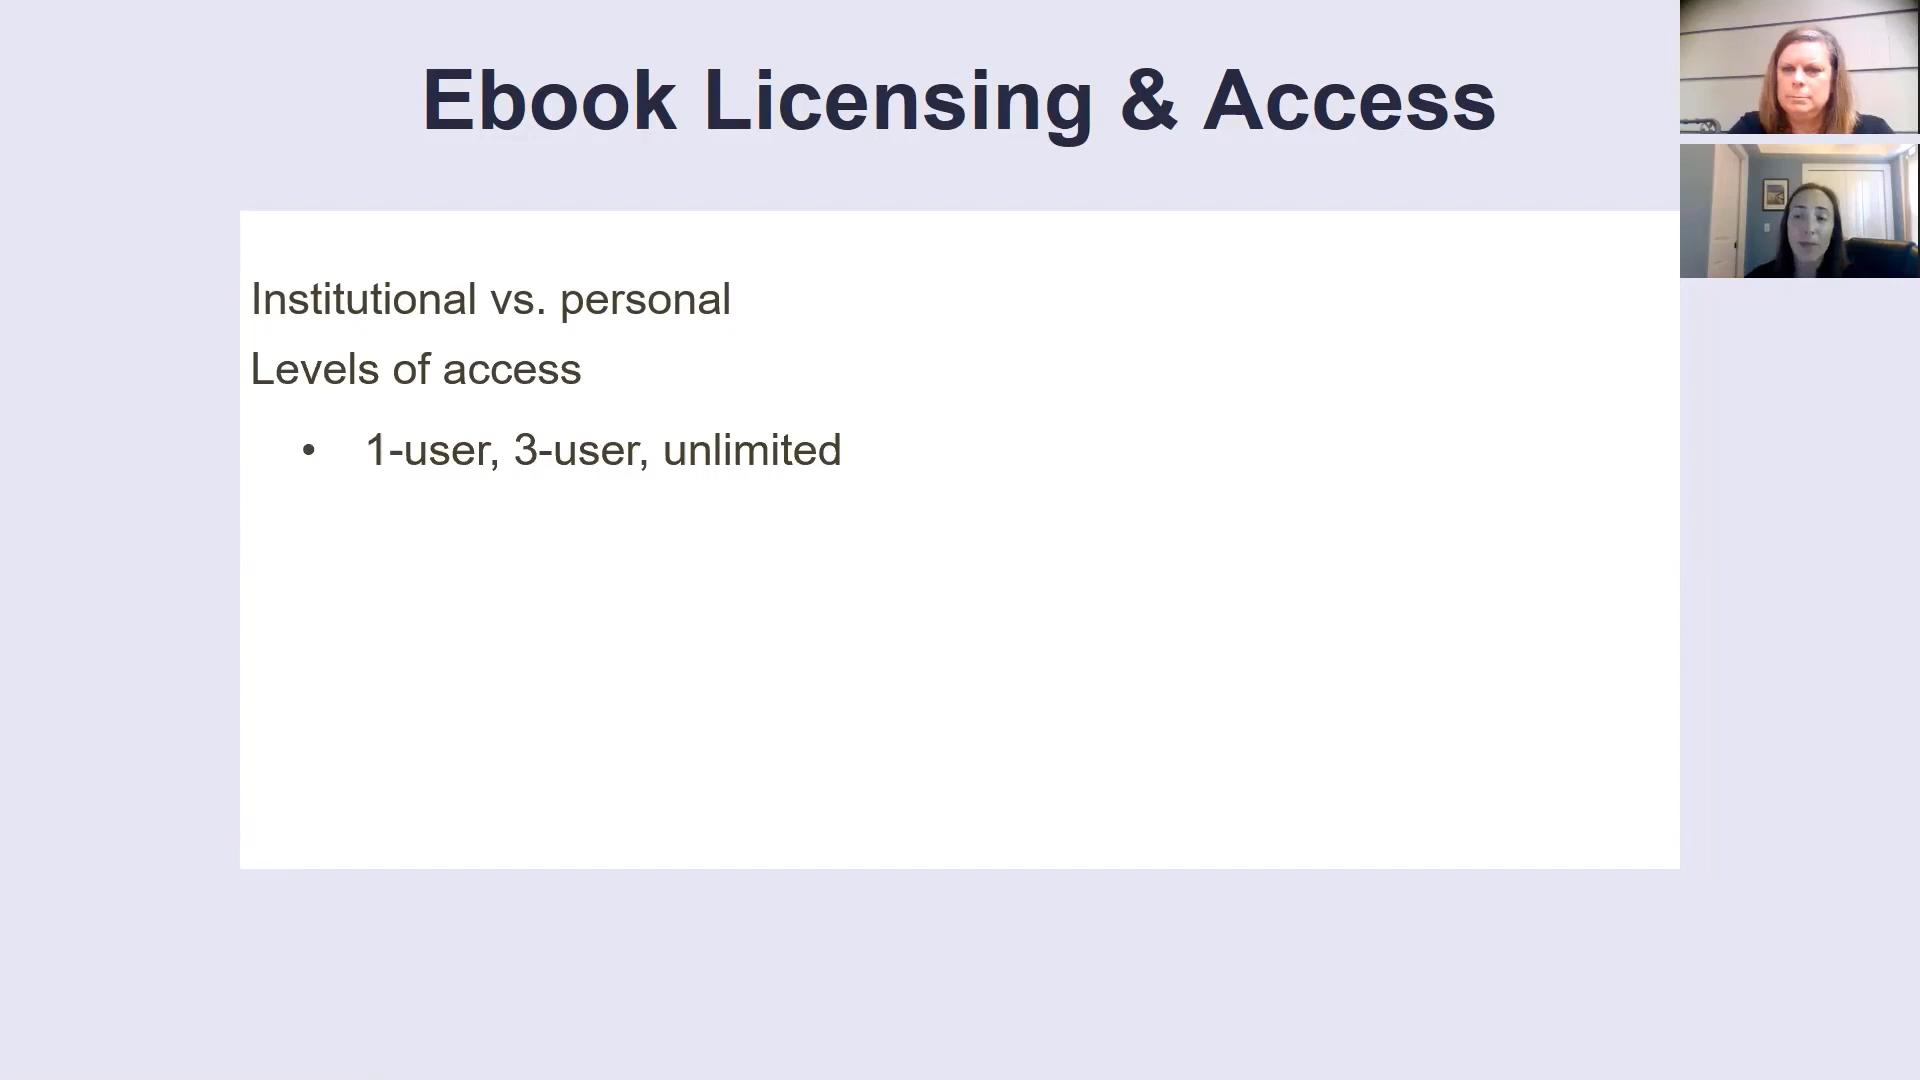 Ebook Licensing & Access
Institutional vs. personal
Levels of access
• 1-user, 3-user, unlimited